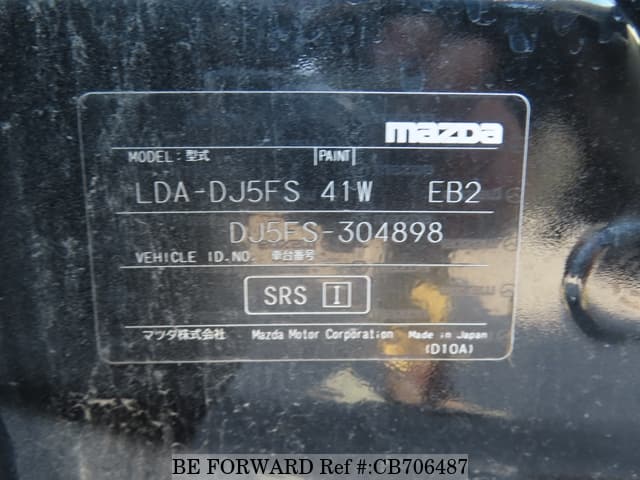 mazda
MODEL: 型式 PAINT
LDA-DJ5FS 41W EB2
DJ5FS-304898
VEHICLE ID.NO. 車台番号
SRS I
マツダ株式会社 Mazda Motor Corporation Made in Japan
(D10A)
BE FORWARD Ref #:CB706487